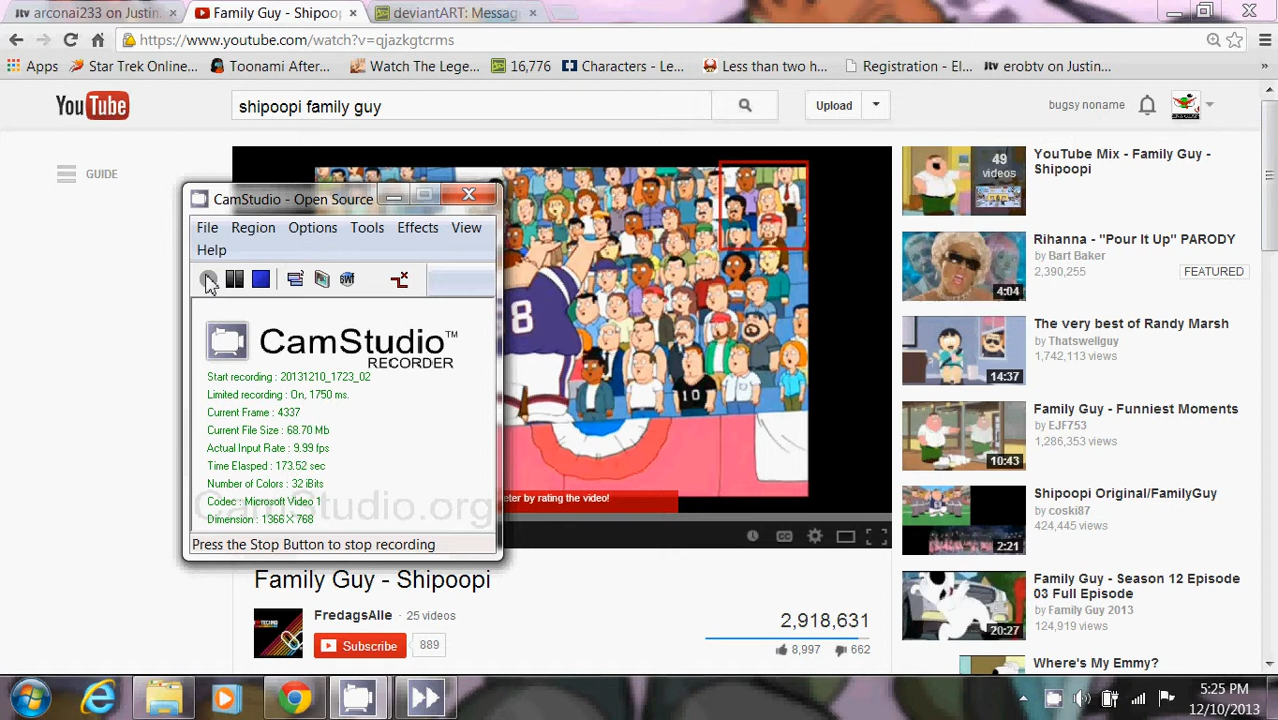 jtv arconai233 on Justin.
Family Guy - Shipoop
deviantART: Messag
https://www.youtube.com/watch?v=qjazkgtcrms
Apps
Star Trek Online...
Toonami After...
Watch The Lege...
16,776
Characters - Le...
Less than two h...
Registration - El...
jtv erobtv on Justin...
»
YouTube
shipoopi family guy
Upload
bugsy noname
GUIDE
CamStudio - Open Source
File Region Options Tools Effects View
Help
swf
CamStudio™
RECORDER
Start recording : 20131210_1723_02
Limited recording : On, 1750 ms.
Current Frame : 4337
Current File Size : 68.70 Mb
Actual Input Rate : 9.99 fps
Time Elasped : 173.52 sec
Number of Colors : 32 iBits
Codec : Microsoft Video 1
CamStudio.org
Dimension : 1366 X 768
Press the Stop Button to stop recording
8
10
eter by rating the video!
CC
Family Guy - Shipoopi
FredagsAlle · 25 videos
Subscribe 889
2,918,631
8,997 662
49
videos
YouTube Mix - Family Guy -
Shipoopi
Rihanna - "Pour It Up" PARODY
by Bart Baker
2,390,255 FEATURED
4:04
The very best of Randy Marsh
by Thatswellguy
1,742,113 views
14:37
Family Guy - Funniest Moments
by EJF753
1,286,353 views
10:43
Shipoopi Original/FamilyGuy
by coski87
424,445 views
2:21
Family Guy - Season 12 Episode
03 Full Episode
by Family Guy 2013
124,919 views
20:27
Where's My Emmy?
5:25 PM
12/10/2013